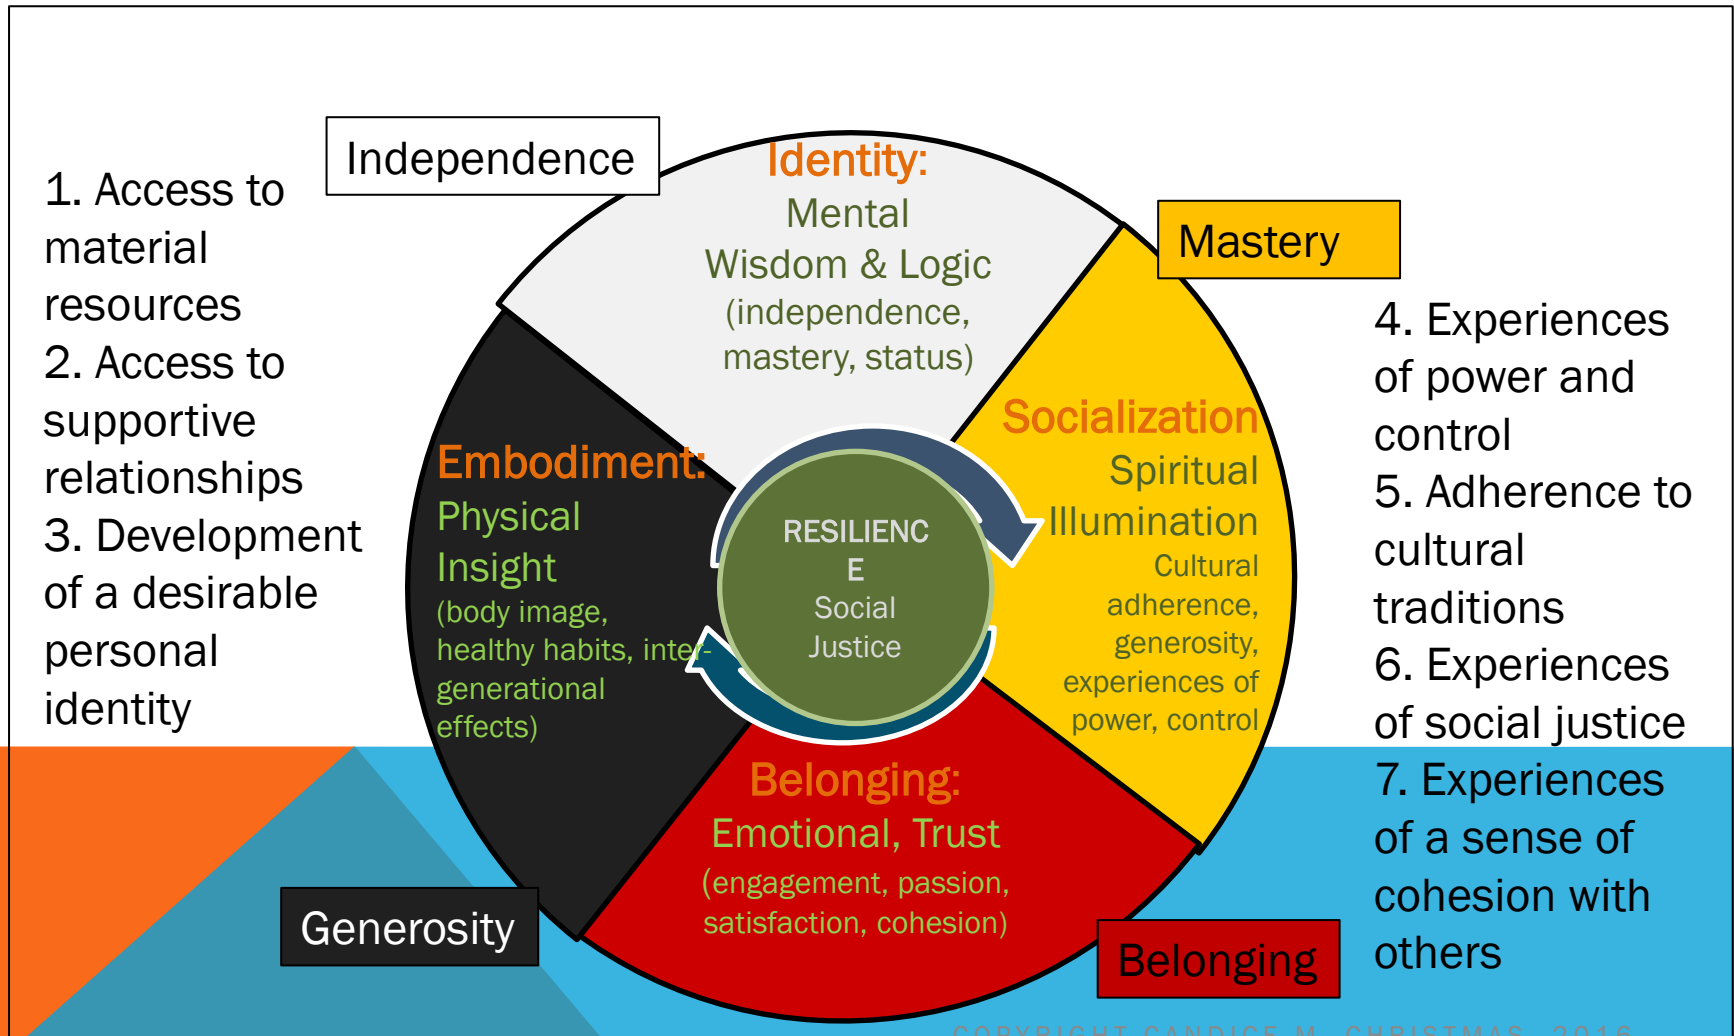 Independence
1. Access to
material
resources
2. Access to
supportive
relationships
3. Development
of a desirable
personal
identity
Identity:
Mental
Wisdom & Logic
(independence,
mastery, status)
Mastery
Socialization
Spiritual
Illumination
Cultural
adherence,
generosity,
experiences of
power, control
Embodiment:
Physical
Insight
(body image,
healthy habits, inter-
generational
effects)
RESILIENC
E
Social
Justice
Belonging:
Emotional, Trust
(engagement, passion,
satisfaction, cohesion)
Generosity
Belonging
4. Experiences
of power and
control
5. Adherence to
cultural
traditions
6. Experiences
of social justice
7. Experiences
of a sense of
cohesion with
others
COPYRIGHT CANDICE M. CHRISTMAS, 2016